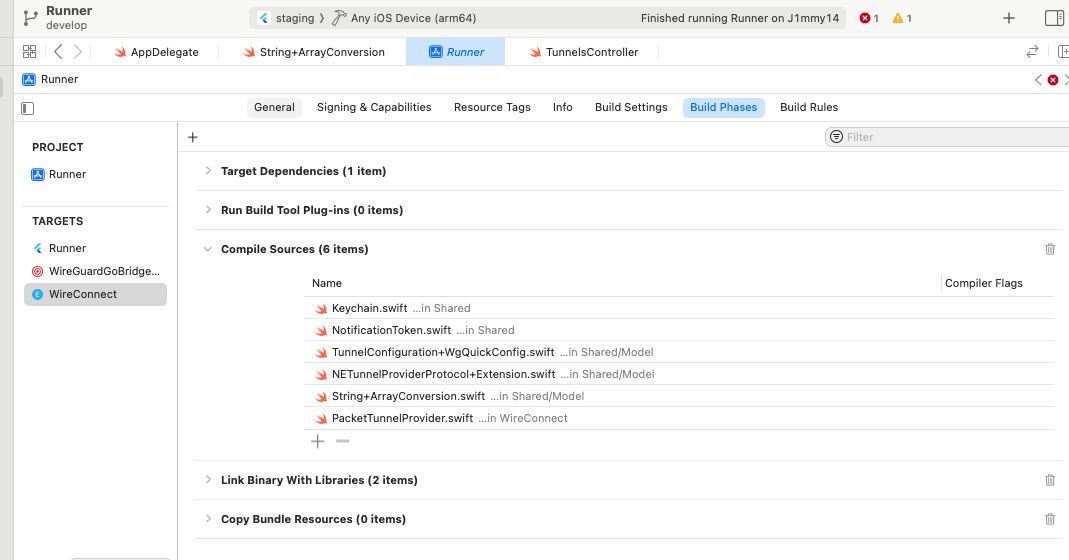 Runner
develop
staging 〉 Any iOS Device (arm64)
Finished running Runner on J1mmy14
1
1
AppDelegate
String+ArrayConversion
Runner
TunnelsController
Runner
General
Signing & Capabilities
Resource Tags
Info
Build Settings
Build Phases
Build Rules
PROJECT
Runner
TARGETS
Runner
WireGuardGoBridge...
WireConnect
Filter
Target Dependencies (1 item)
Run Build Tool Plug-ins (0 items)
Compile Sources (6 items)
Name
Compiler Flags
Keychain.swift ...in Shared
NotificationToken.swift ...in Shared
TunnelConfiguration+WgQuickConfig.swift ...in Shared/Model
NETunnelProviderProtocol+Extension.swift ...in Shared/Model
String+ArrayConversion.swift ...in Shared/Model
PacketTunnelProvider.swift ...in WireConnect
Link Binary With Libraries (2 items)
Copy Bundle Resources (0 items)